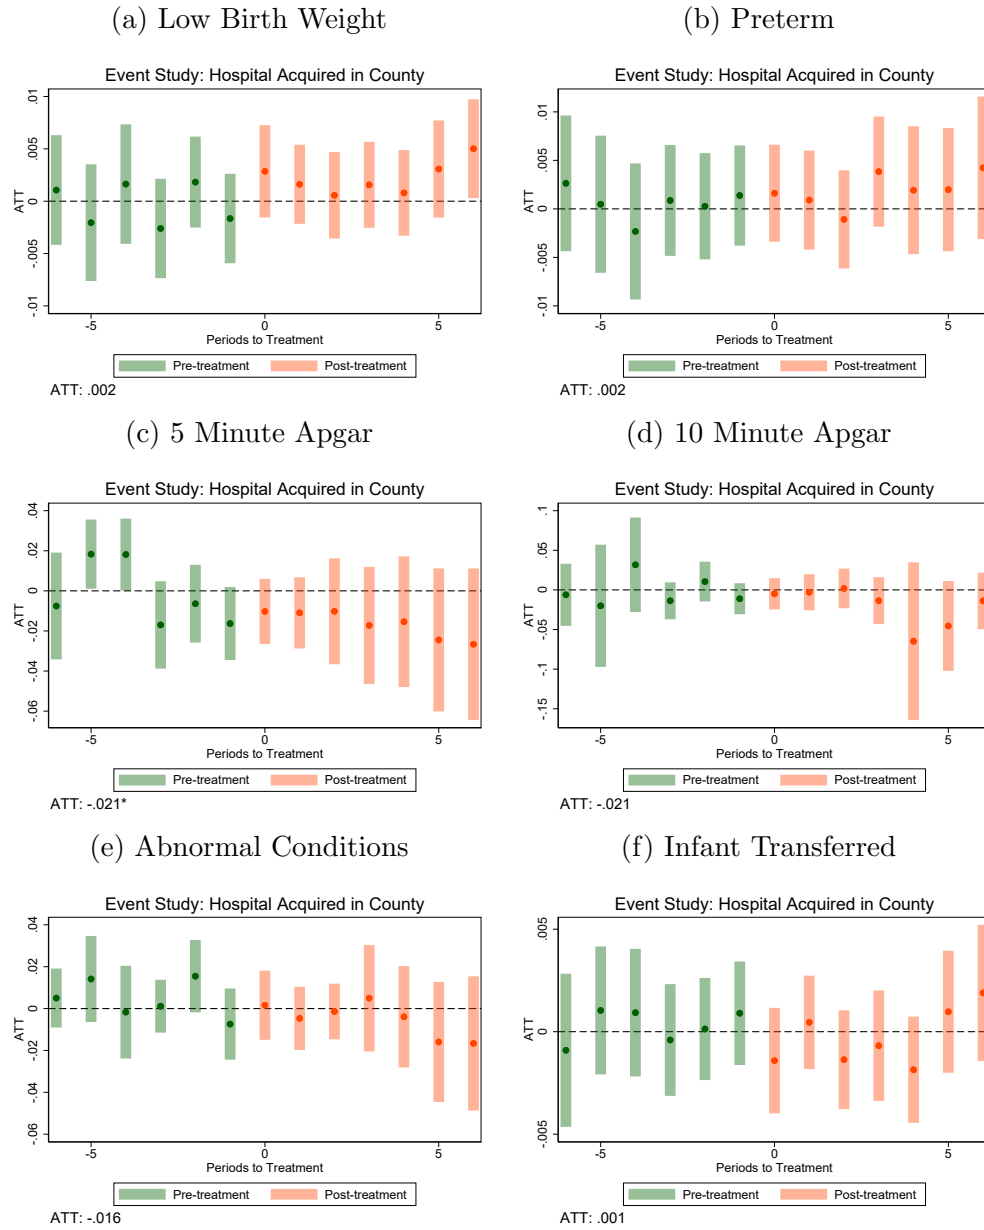 (a) Low Birth Weight
Event Study: Hospital Acquired in County
.01
.005
0
-.005
-.01
ATT
-5
0
5
Periods to Treatment
Pre-treatment
Post-treatment
ATT: .002
(b) Preterm
Event Study: Hospital Acquired in County
.01
.005
0
-.005
-.01
ATT
-5
0
5
Periods to Treatment
Pre-treatment
Post-treatment
ATT: .002
(c) 5 Minute Apgar
Event Study: Hospital Acquired in County
.04
.02
0
-.02
-.04
-.06
ATT
-5
0
5
Periods to Treatment
Pre-treatment
Post-treatment
ATT: -.021*
(d) 10 Minute Apgar
Event Study: Hospital Acquired in County
.1
.05
0
-.05
-.1
-.15
ATT
-5
0
5
Periods to Treatment
Pre-treatment
Post-treatment
ATT: -.021
(e) Abnormal Conditions
Event Study: Hospital Acquired in County
.04
.02
0
-.02
-.04
-.06
ATT
-5
0
5
Periods to Treatment
Pre-treatment
Post-treatment
ATT: -.016
(f) Infant Transferred
Event Study: Hospital Acquired in County
.005
0
-.005
ATT
-5
0
5
Periods to Treatment
Pre-treatment
Post-treatment
ATT: .001